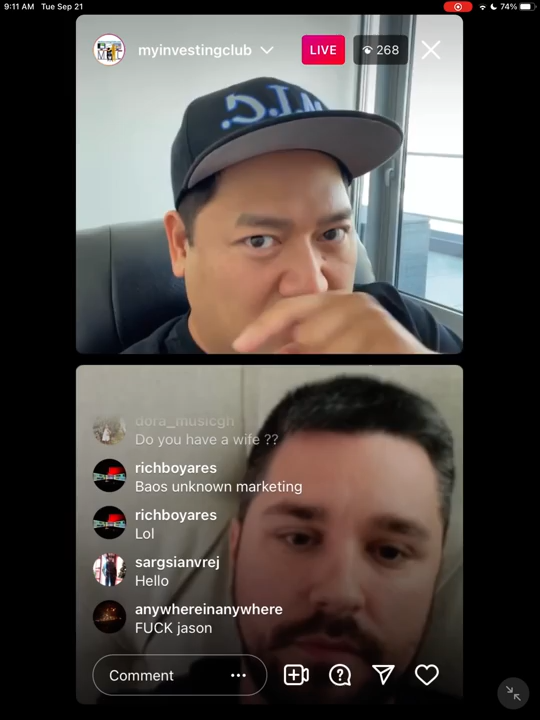 9:11 AM Tue Sep 21
74%
myinvestingclub
LIVE
268
M.I.C.
dora_musicgh
Do you have a wife ??
richboyares
Baos unknown marketing
richboyares
Lol
sargsianvrej
Hello
anywhereinanywhere
FUCK jason
Comment